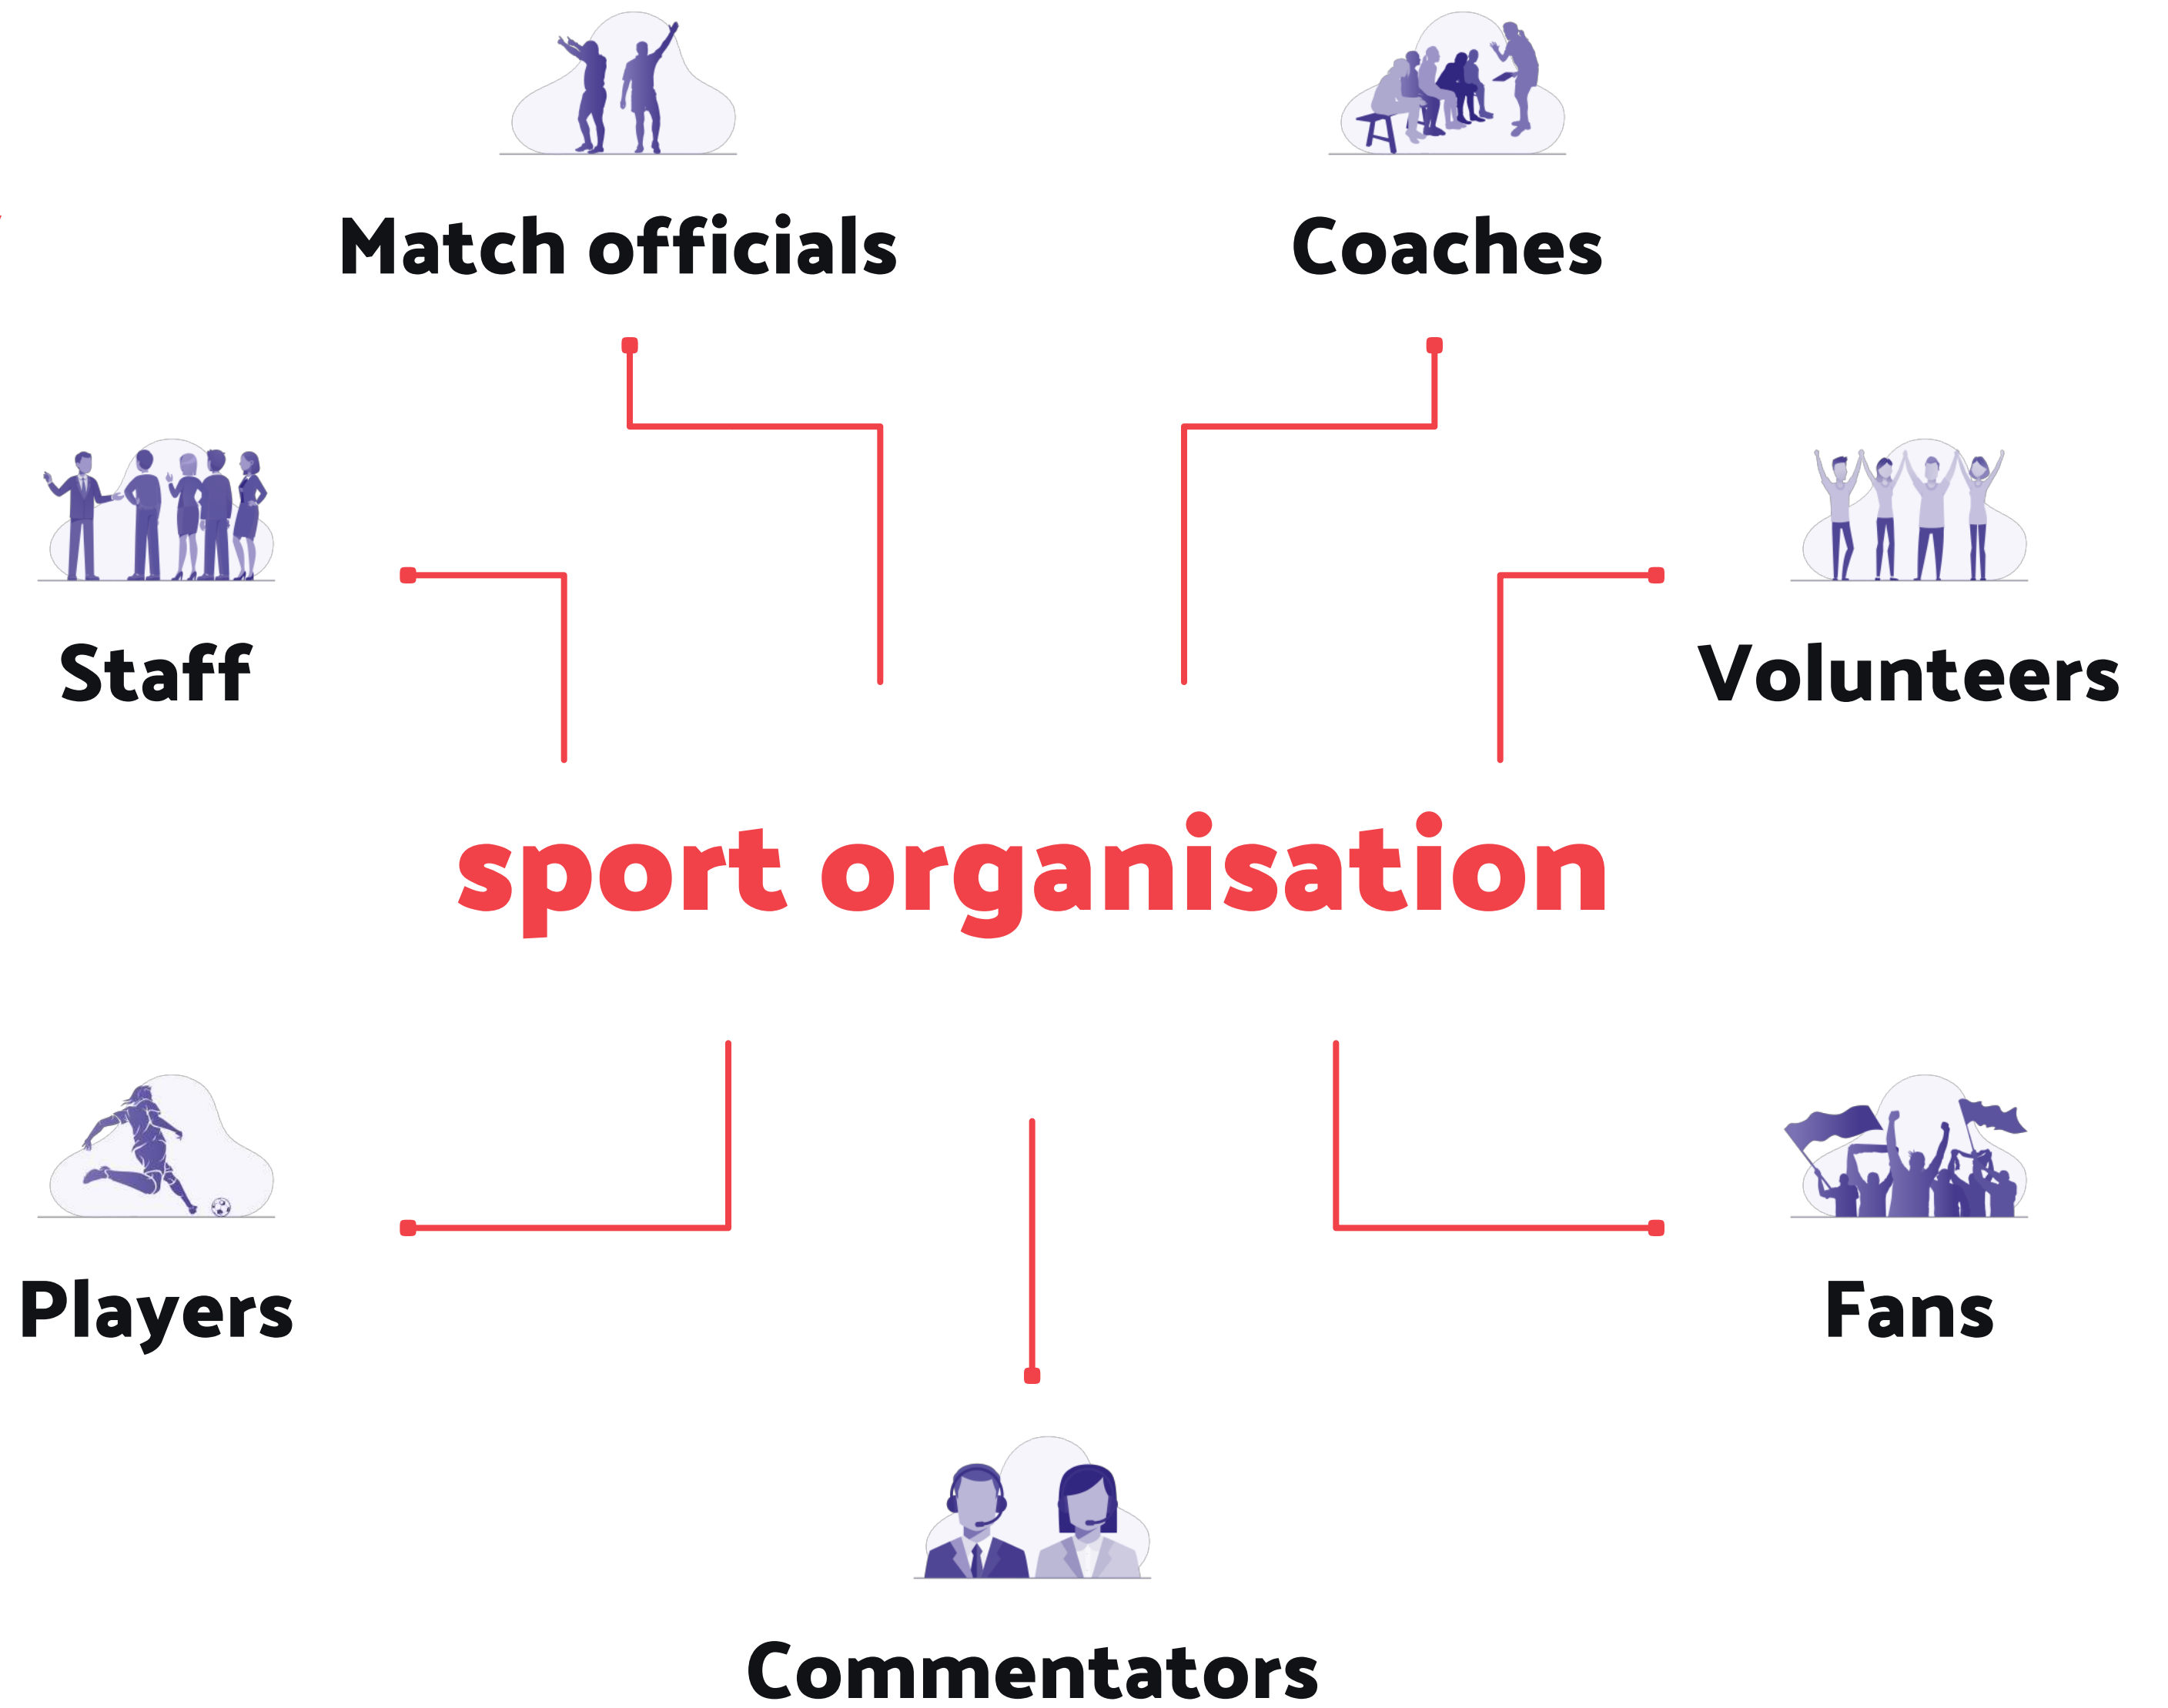 Match officials
Coaches
Staff
Volunteers
sport organisation
Players
Fans
Commentators